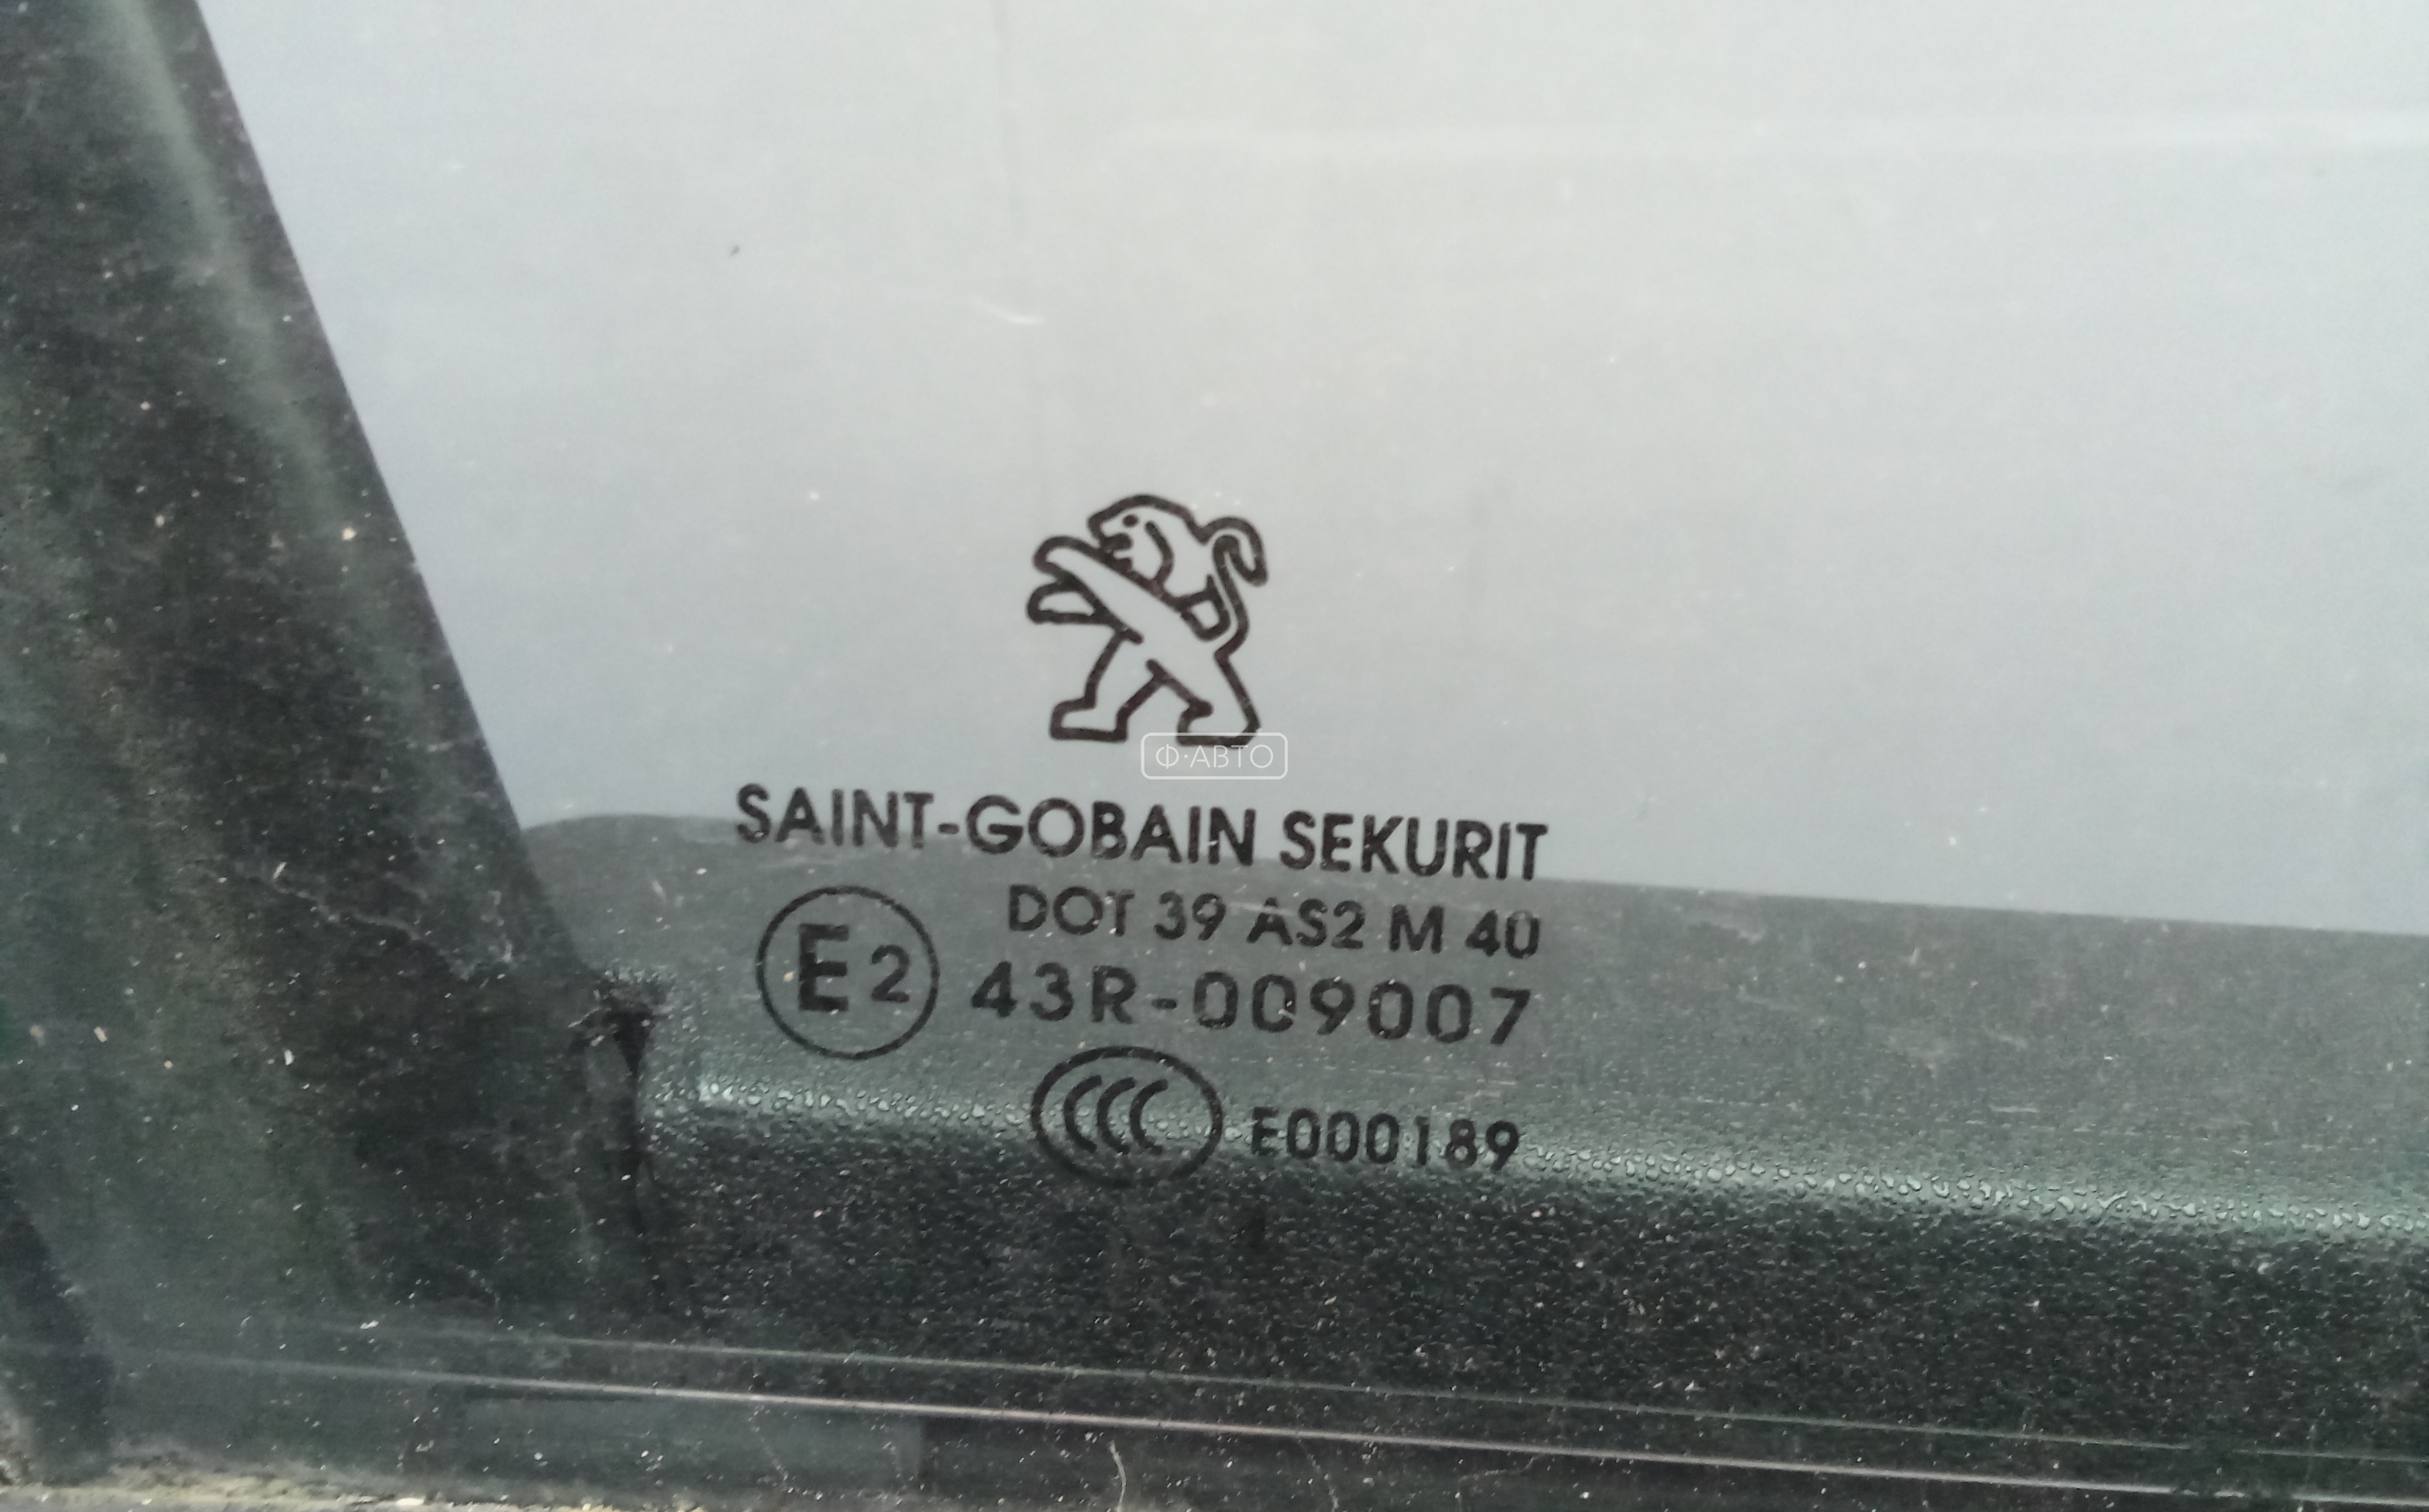 Ф·АВТО
SAINT-GOBAIN SEKURIT
DOT 39 AS2 M 40
E2 43R-009007
CCC E000189